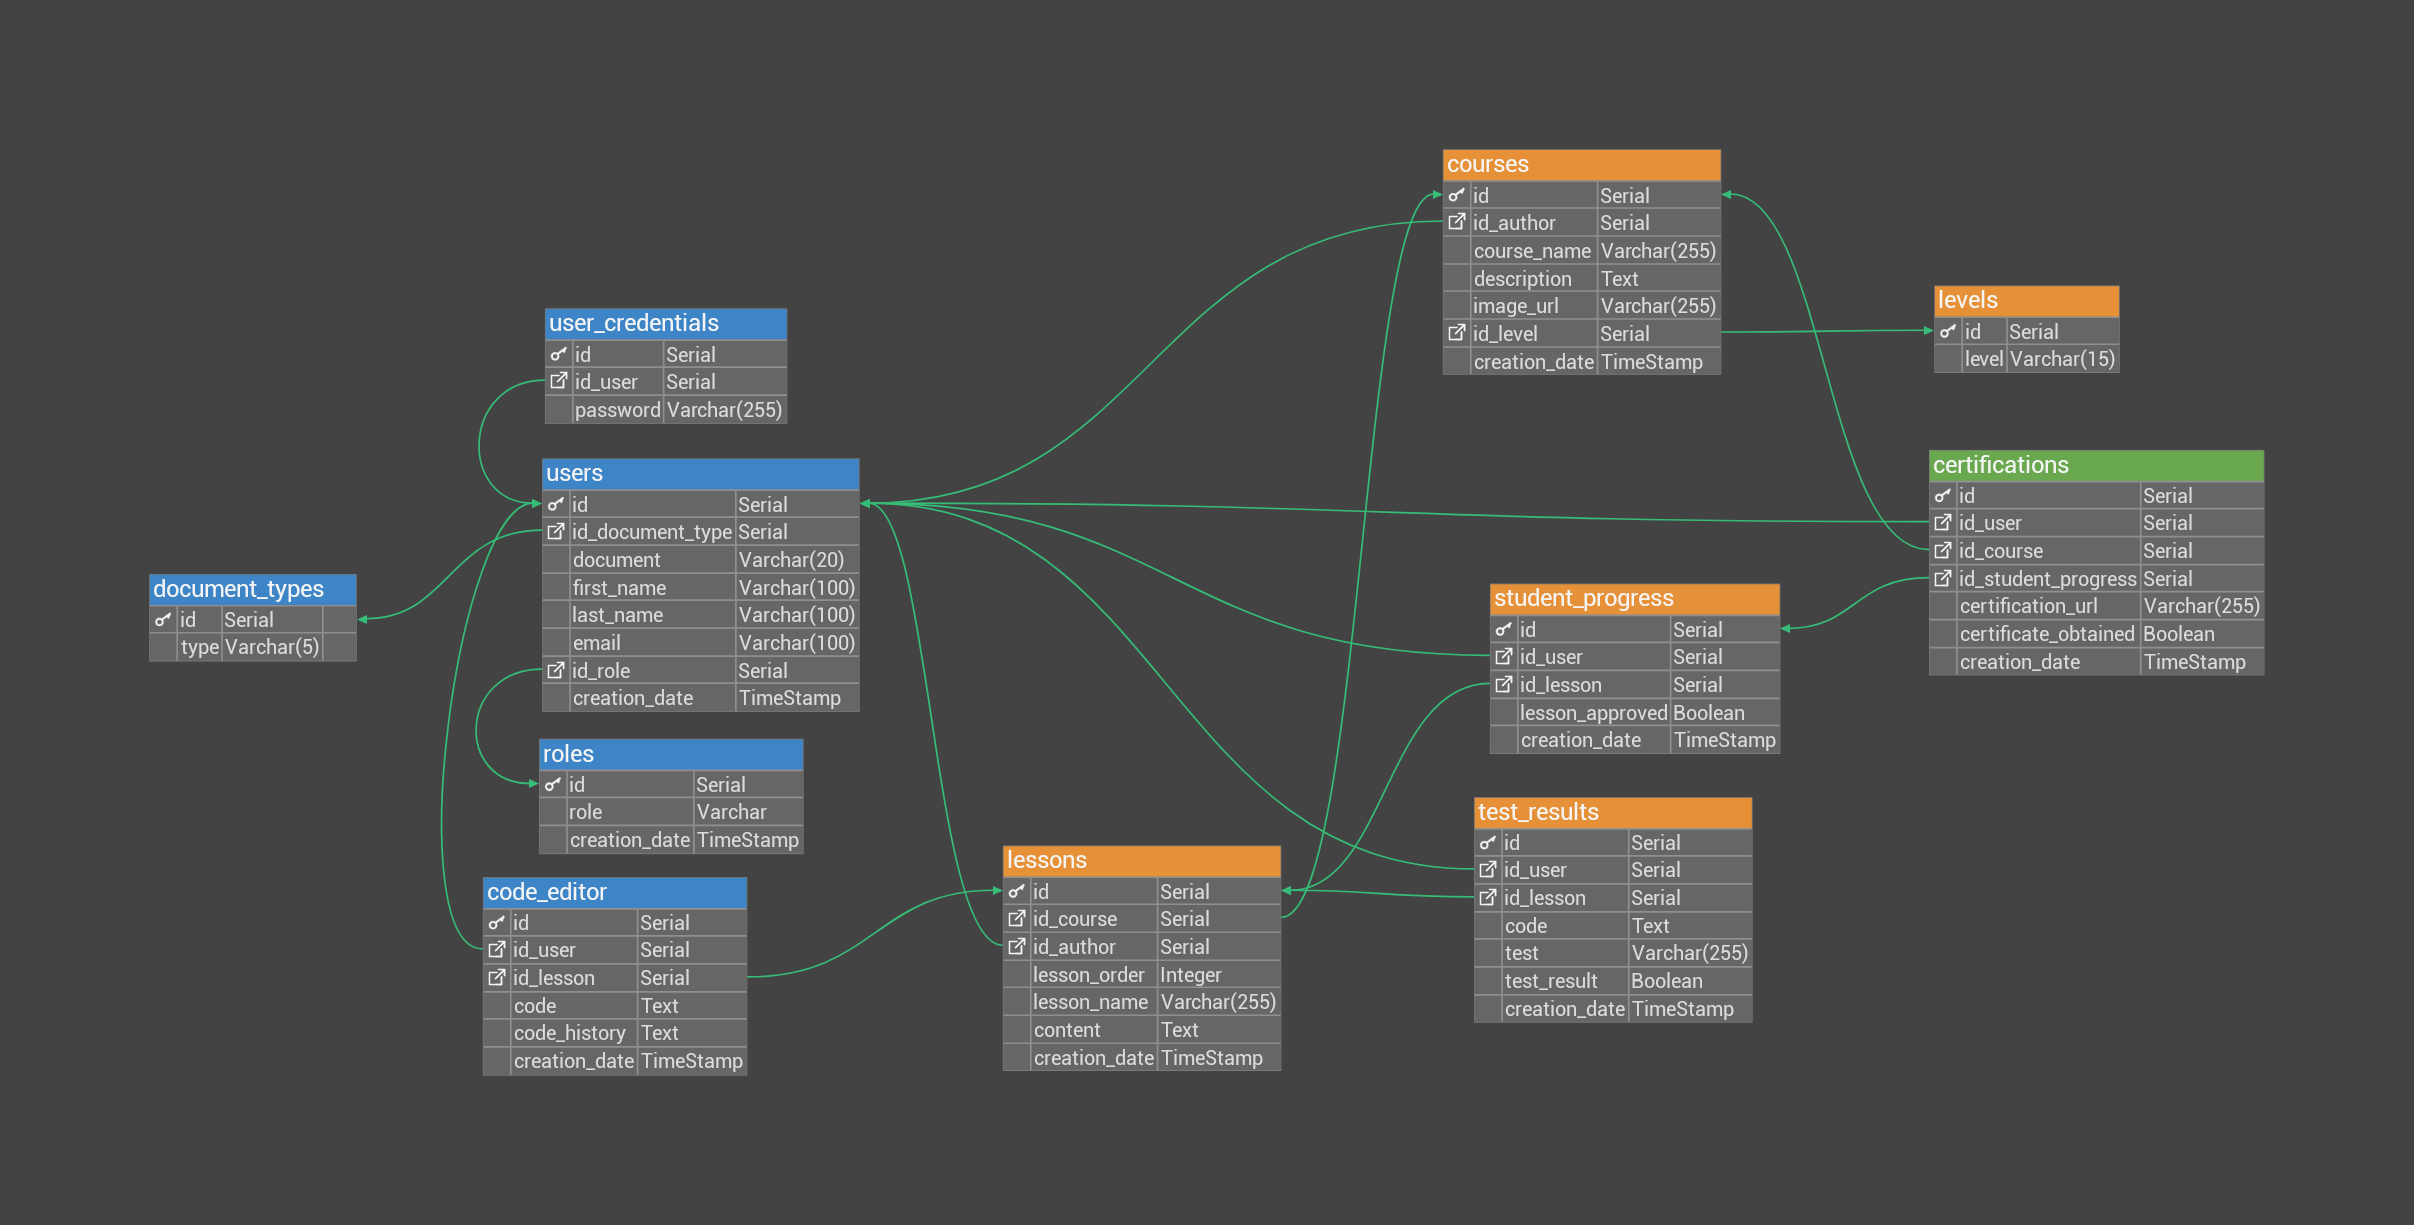 courses
id Serial
id_author Serial
course_name Varchar(255)
description Text
image_url Varchar(255)
id_level Serial
creation_date TimeStamp
levels
id Serial
level Varchar(15)
user_credentials
id Serial
id_user Serial
password Varchar(255)
users
id Serial
id_document_type Serial
document Varchar(20)
first_name Varchar(100)
last_name Varchar(100)
email Varchar(100)
id_role Serial
creation_date TimeStamp
certifications
id Serial
id_user Serial
id_course Serial
id_student_progress Serial
certification_url Varchar(255)
certificate_obtained Boolean
creation_date TimeStamp
document_types
id Serial
type Varchar(5)
student_progress
id Serial
id_user Serial
id_lesson Serial
lesson_approved Boolean
creation_date TimeStamp
roles
id Serial
role Varchar
creation_date TimeStamp
test_results
id Serial
id_user Serial
id_lesson Serial
code Text
test Varchar(255)
test_result Boolean
creation_date TimeStamp
lessons
id Serial
id_course Serial
id_author Serial
lesson_order Integer
lesson_name Varchar(255)
content Text
creation_date TimeStamp
code_editor
id Serial
id_user Serial
id_lesson Serial
code Text
code_history Text
creation_date TimeStamp